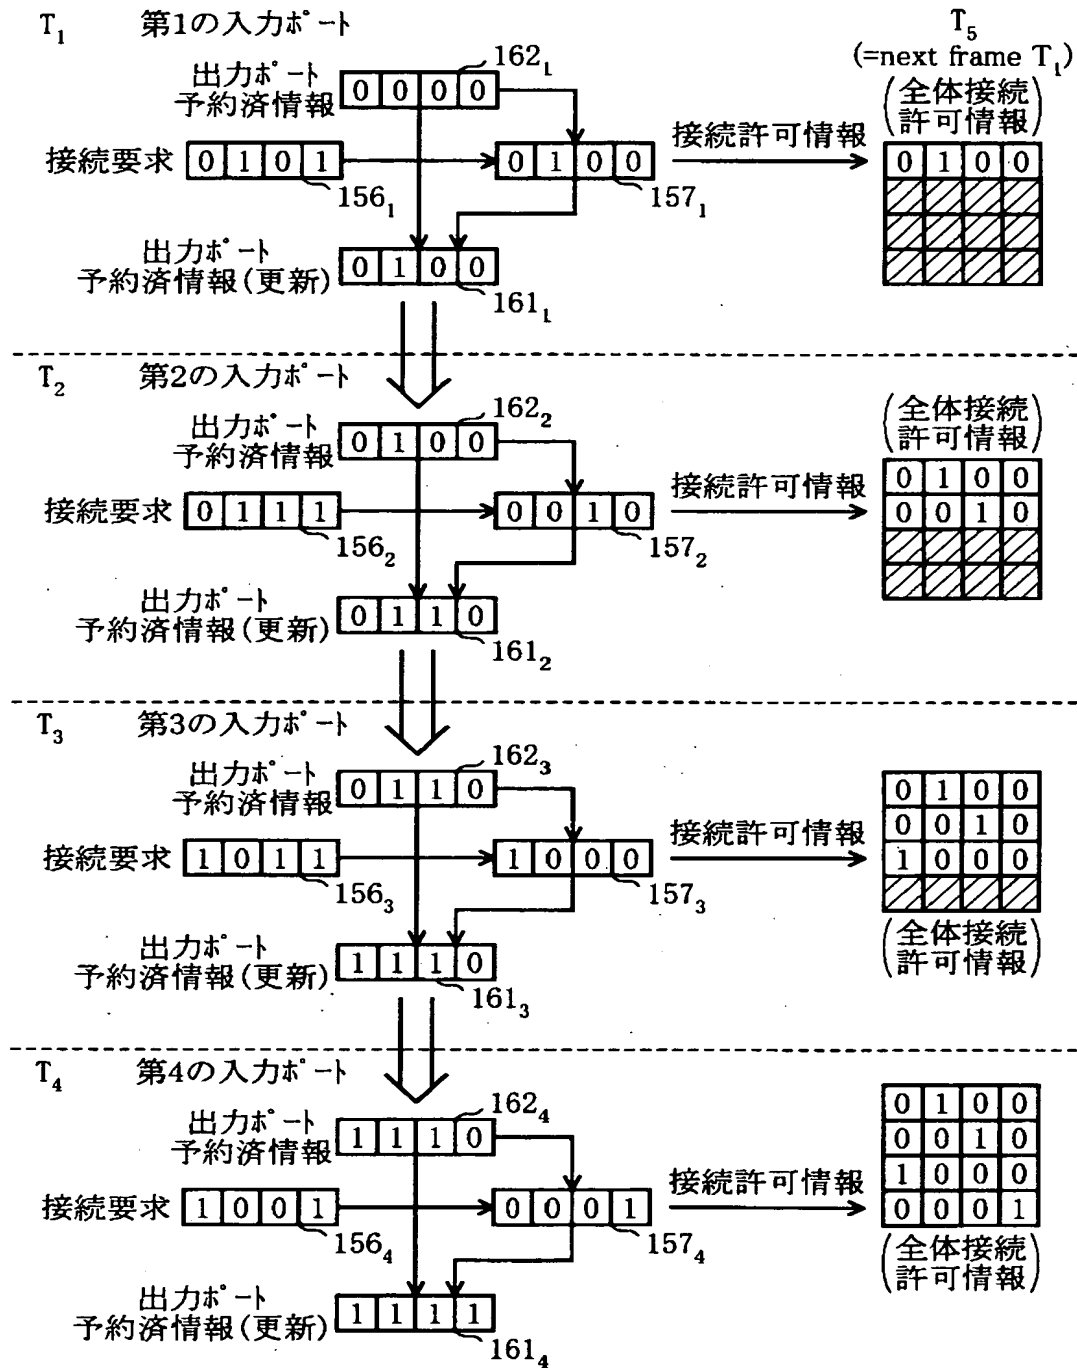 T₁ 第1の入力ポート
T₅
(=next frame T₁)
162₁
出力ポート
予約済情報
0 0 0 0
(全体接続
許可情報)
接続要求
0 1 0 1
156₁
0 1 0 0
157₁
接続許可情報
0 1 0 0
出力ポート
予約済情報(更新)
0 1 0 0
161₁
T₂ 第2の入力ポート
162₂
出力ポート
予約済情報
0 1 0 0
(全体接続
許可情報)
接続要求
0 1 1 1
156₂
0 0 1 0
157₂
接続許可情報
0 1 0 0
0 0 1 0
出力ポート
予約済情報(更新)
0 1 1 0
161₂
T₃ 第3の入力ポート
162₃
出力ポート
予約済情報
0 1 1 0
接続要求
1 0 1 1
156₃
1 0 0 0
157₃
接続許可情報
0 1 0 0
0 0 1 0
1 0 0 0
(全体接続
許可情報)
出力ポート
予約済情報(更新)
1 1 1 0
161₃
T₄ 第4の入力ポート
162₄
出力ポート
予約済情報
1 1 1 0
接続要求
1 0 0 1
156₄
0 0 0 1
157₄
接続許可情報
0 1 0 0
0 0 1 0
1 0 0 0
0 0 0 1
(全体接続
許可情報)
出力ポート
予約済情報(更新)
1 1 1 1
161₄